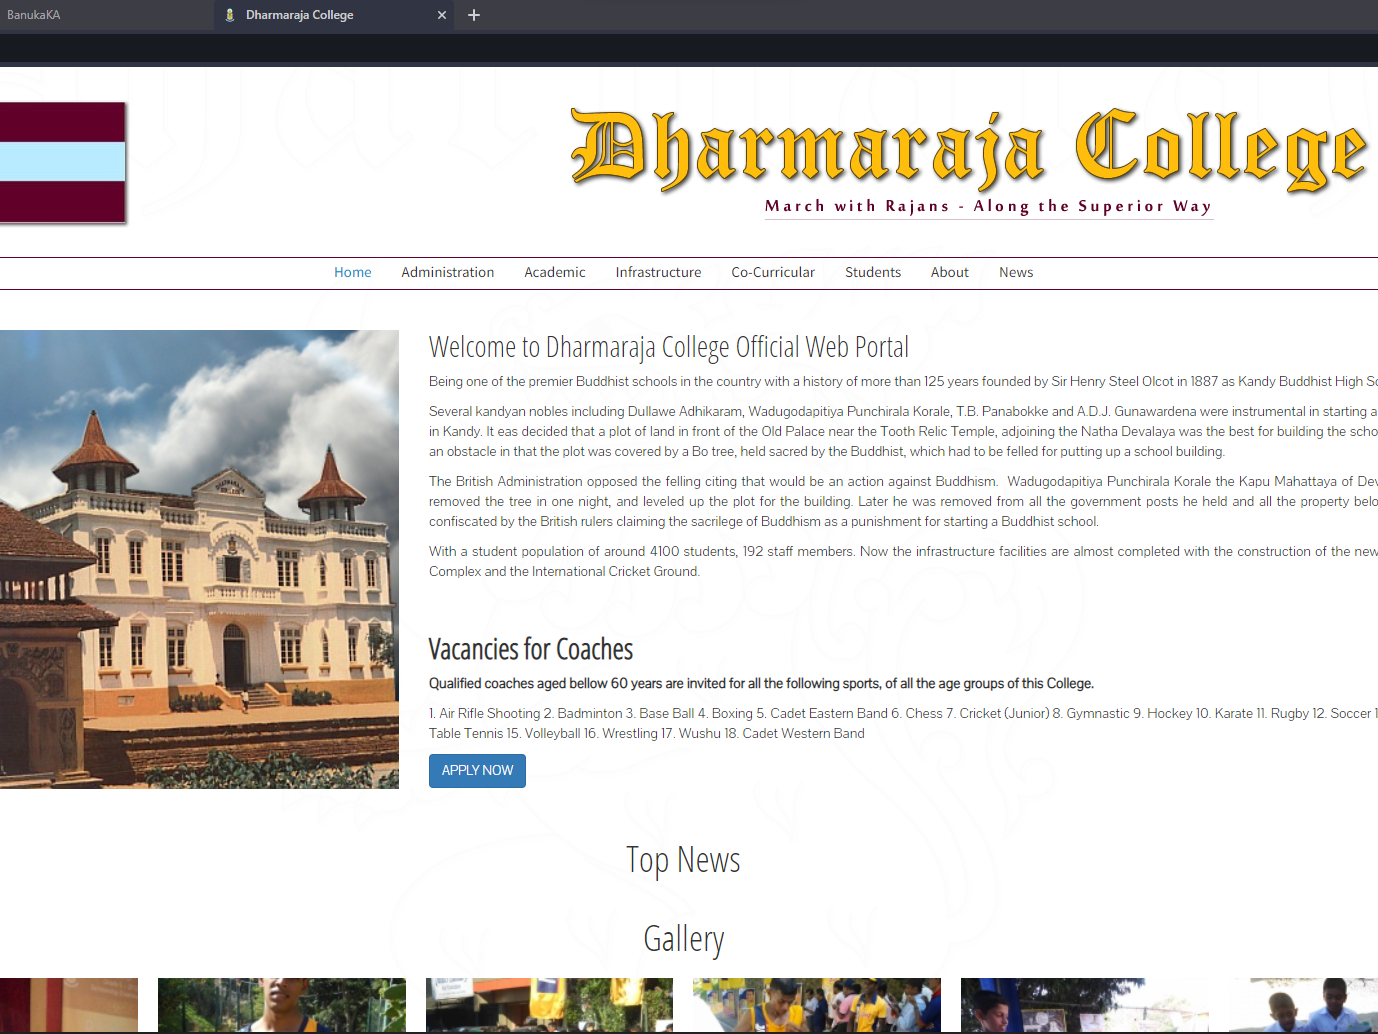 BanukaKA
Dharmaraja College
Dharmaraja College
March with Rajans - Along the Superior Way
Home Administration Academic Infrastructure Co-Curricular Students About News
Welcome to Dharmaraja College Official Web Portal
Being one of the premier Buddhist schools in the country with a history of more than 125 years founded by Sir Henry Steel Olcot in 1887 as Kandy Buddhist High
Several kandyan nobles including Dullawe Adhikaram, Wadugodapitiya Punchirala Korale, T.B. Panabokke and A.D.J. Gunawardena were instrumental in starting
in Kandy. It eas decided that a plot of land in front of the Old Palace near the Tooth Relic Temple, adjoining the Natha Devalaya was the best for building the
an obstacle in that the plot was covered by a Bo tree, held sacred by the Buddhist, which had to be felled for putting up a school building.
The British Administration opposed the felling citing that would be an action against Buddhism. Wadugodapitiya Punchirala Korale the Kapu Mahattaya of
removed the tree in one night, and leveled up the plot for the building. Later he was removed from all the government posts he held and all the property
confiscated by the British rulers claiming the sacrilege of Buddhism as a punishment for starting a Buddhist school.
With a student population of around 4100 students, 192 staff members. Now the infrastructure facilities are almost completed with the construction of the new
Complex and the International Cricket Ground.
Vacancies for Coaches
Qualified coaches aged bellow 60 years are invited for all the following sports, of all the age groups of this College.
1. Air Rifle Shooting 2. Badminton 3. Base Ball 4. Boxing 5. Cadet Eastern Band 6. Chess 7. Cricket (Junior) 8. Gymnastic 9. Hockey 10. Karate 11. Rugby 12. Soccer
Table Tennis 15. Volleyball 16. Wrestling 17. Wushu 18. Cadet Western Band
APPLY NOW
Top News
Gallery